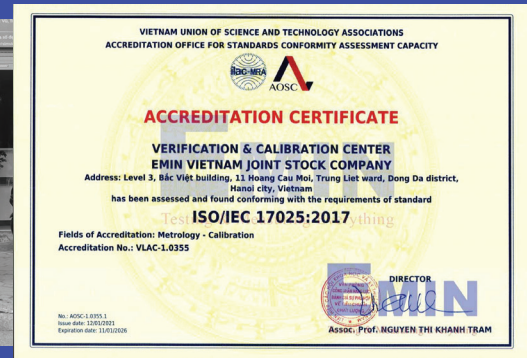 VIETNAM UNION OF SCIENCE AND TECHNOLOGY ASSOCIATIONS
ACCREDITATION OFFICE FOR STANDARDS CONFORMITY ASSESSMENT CAPACITY
ilac-MRA
AOSC
ACCREDITATION CERTIFICATE
VERIFICATION & CALIBRATION CENTER
EMIN VIETNAM JOINT STOCK COMPANY
Address: Level 3, Bắc Việt building, 11 Hoang Cau Moi, Trung Liet ward, Dong Da district,
Hanoi city, Vietnam
has been assessed and found conforming with the requirements of standard
ISO/IEC 17025:2017
Fields of Accreditation: Metrology - Calibration
Accreditation No.: VLAC-1.0355
DIRECTOR
EMIN
No.: AOSC-1.0355.1
Issue date: 12/01/2021
Expiration date: 11/01/2026
Assoc. Prof. NGUYEN THI KHANH TRAM